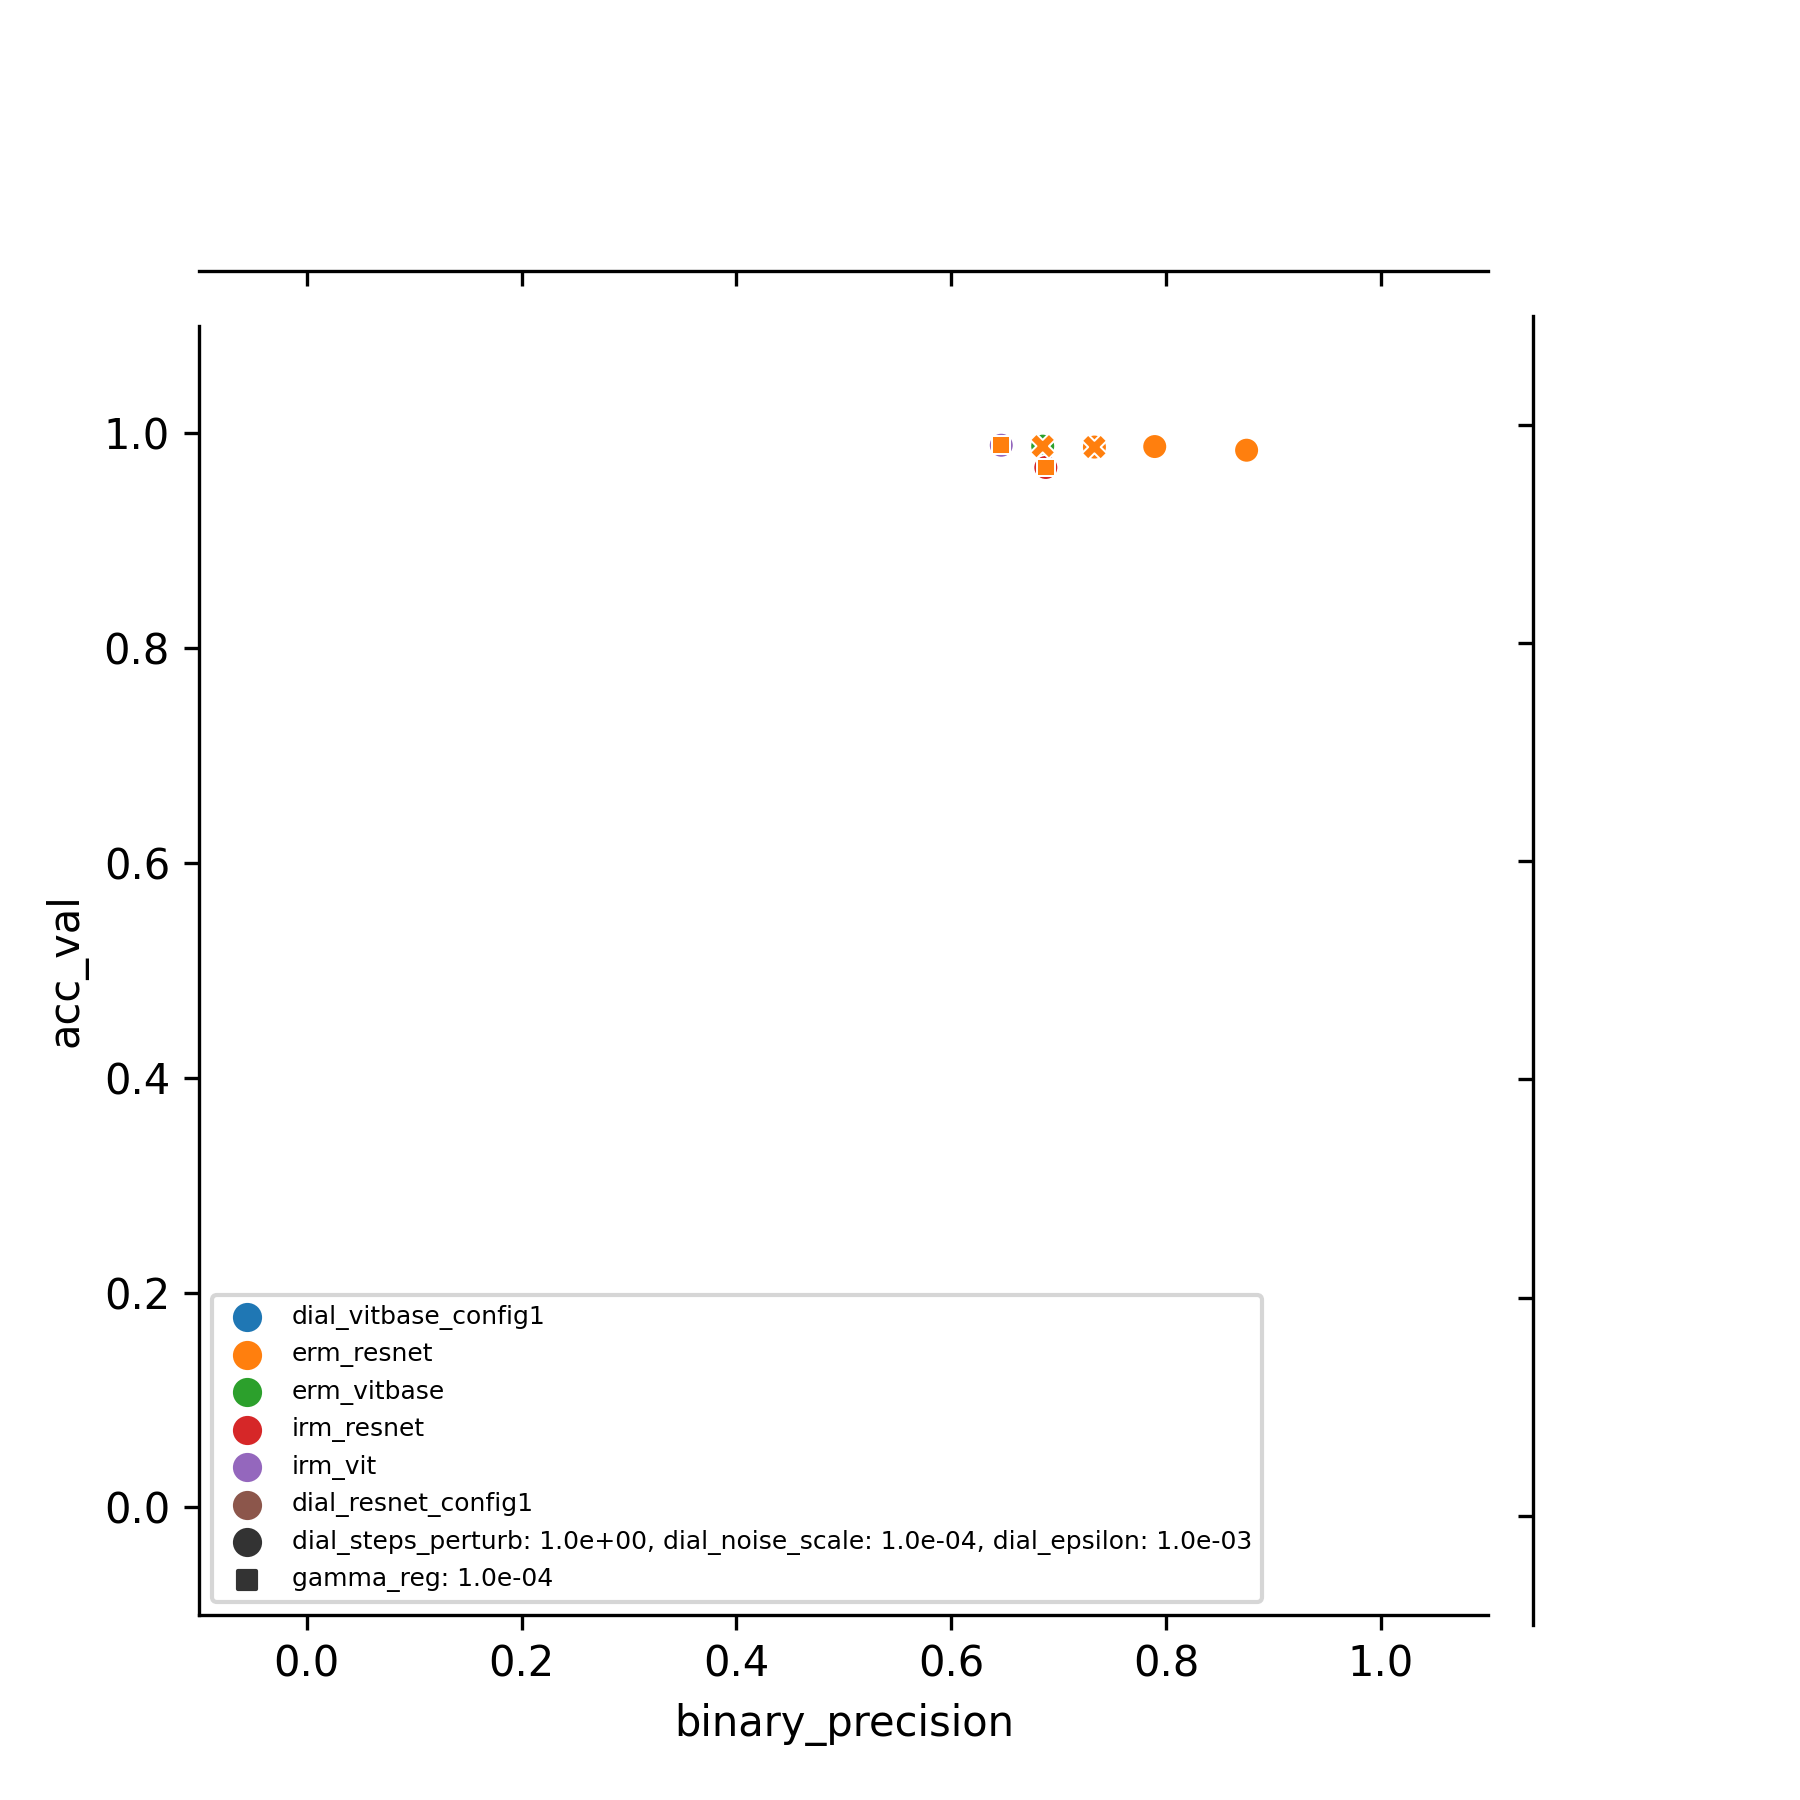 1.0
0.8
0.6
0.4
0.2
0.0
acc_val
dial_vitbase_config1
erm_resnet
erm_vitbase
irm_resnet
irm_vit
dial_resnet_config1
dial_steps_perturb: 1.0e+00, dial_noise_scale: 1.0e-04, dial_epsilon: 1.0e-03
gamma_reg: 1.0e-04
0.0 0.2 0.4 0.6 0.8 1.0
binary_precision